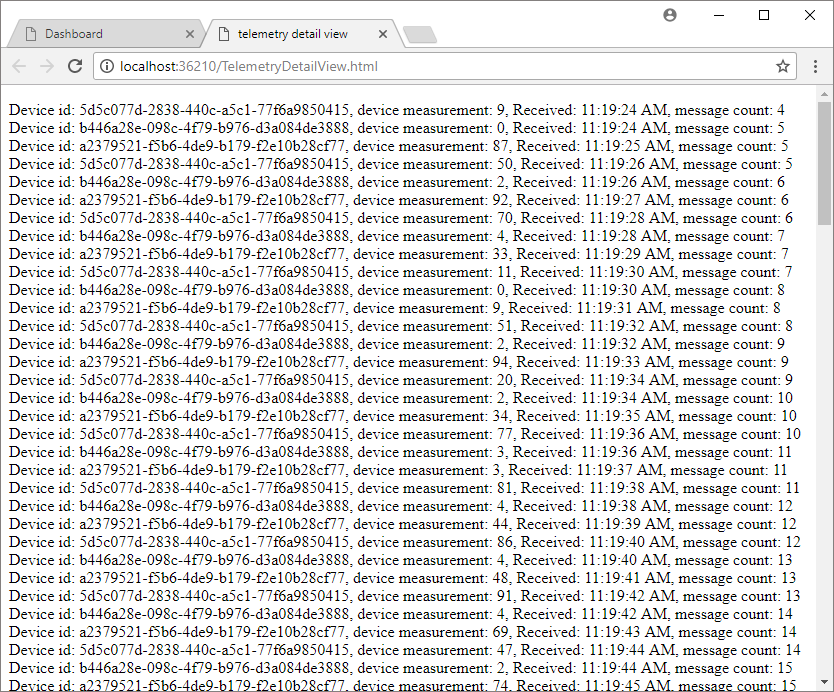 Dashboard
telemetry detail view
localhost:36210/TelemetryDetailView.html
Device id: 5d5c077d-2838-440c-a5c1-77f6a9850415, device measurement: 9, Received: 11:19:24 AM, message count: 4
Device id: b446a28e-098c-4f79-b976-d3a084de3888, device measurement: 0, Received: 11:19:24 AM, message count: 5
Device id: a2379521-f5b6-4de9-b179-f2e10b28cf77, device measurement: 87, Received: 11:19:25 AM, message count: 5
Device id: 5d5c077d-2838-440c-a5c1-77f6a9850415, device measurement: 50, Received: 11:19:26 AM, message count: 5
Device id: b446a28e-098c-4f79-b976-d3a084de3888, device measurement: 2, Received: 11:19:26 AM, message count: 6
Device id: a2379521-f5b6-4de9-b179-f2e10b28cf77, device measurement: 92, Received: 11:19:27 AM, message count: 6
Device id: 5d5c077d-2838-440c-a5c1-77f6a9850415, device measurement: 70, Received: 11:19:28 AM, message count: 6
Device id: b446a28e-098c-4f79-b976-d3a084de3888, device measurement: 4, Received: 11:19:28 AM, message count: 7
Device id: a2379521-f5b6-4de9-b179-f2e10b28cf77, device measurement: 33, Received: 11:19:29 AM, message count: 7
Device id: 5d5c077d-2838-440c-a5c1-77f6a9850415, device measurement: 11, Received: 11:19:30 AM, message count: 7
Device id: b446a28e-098c-4f79-b976-d3a084de3888, device measurement: 0, Received: 11:19:30 AM, message count: 8
Device id: a2379521-f5b6-4de9-b179-f2e10b28cf77, device measurement: 9, Received: 11:19:31 AM, message count: 8
Device id: 5d5c077d-2838-440c-a5c1-77f6a9850415, device measurement: 51, Received: 11:19:32 AM, message count: 8
Device id: b446a28e-098c-4f79-b976-d3a084de3888, device measurement: 2, Received: 11:19:32 AM, message count: 9
Device id: a2379521-f5b6-4de9-b179-f2e10b28cf77, device measurement: 94, Received: 11:19:33 AM, message count: 9
Device id: 5d5c077d-2838-440c-a5c1-77f6a9850415, device measurement: 20, Received: 11:19:34 AM, message count: 9
Device id: b446a28e-098c-4f79-b976-d3a084de3888, device measurement: 2, Received: 11:19:34 AM, message count: 10
Device id: a2379521-f5b6-4de9-b179-f2e10b28cf77, device measurement: 34, Received: 11:19:35 AM, message count: 10
Device id: 5d5c077d-2838-440c-a5c1-77f6a9850415, device measurement: 77, Received: 11:19:36 AM, message count: 10
Device id: b446a28e-098c-4f79-b976-d3a084de3888, device measurement: 3, Received: 11:19:36 AM, message count: 11
Device id: a2379521-f5b6-4de9-b179-f2e10b28cf77, device measurement: 3, Received: 11:19:37 AM, message count: 11
Device id: 5d5c077d-2838-440c-a5c1-77f6a9850415, device measurement: 81, Received: 11:19:38 AM, message count: 11
Device id: b446a28e-098c-4f79-b976-d3a084de3888, device measurement: 4, Received: 11:19:38 AM, message count: 12
Device id: a2379521-f5b6-4de9-b179-f2e10b28cf77, device measurement: 44, Received: 11:19:39 AM, message count: 12
Device id: 5d5c077d-2838-440c-a5c1-77f6a9850415, device measurement: 86, Received: 11:19:40 AM, message count: 12
Device id: b446a28e-098c-4f79-b976-d3a084de3888, device measurement: 4, Received: 11:19:40 AM, message count: 13
Device id: a2379521-f5b6-4de9-b179-f2e10b28cf77, device measurement: 48, Received: 11:19:41 AM, message count: 13
Device id: 5d5c077d-2838-440c-a5c1-77f6a9850415, device measurement: 91, Received: 11:19:42 AM, message count: 13
Device id: b446a28e-098c-4f79-b976-d3a084de3888, device measurement: 4, Received: 11:19:42 AM, message count: 14
Device id: a2379521-f5b6-4de9-b179-f2e10b28cf77, device measurement: 69, Received: 11:19:43 AM, message count: 14
Device id: 5d5c077d-2838-440c-a5c1-77f6a9850415, device measurement: 47, Received: 11:19:44 AM, message count: 14
Device id: b446a28e-098c-4f79-b976-d3a084de3888, device measurement: 2, Received: 11:19:44 AM, message count: 15
Device id: a2379521-f5b6-4de9-b179-f2e10b28cf77, device measurement: 74, Received: 11:19:45 AM, message count: 15